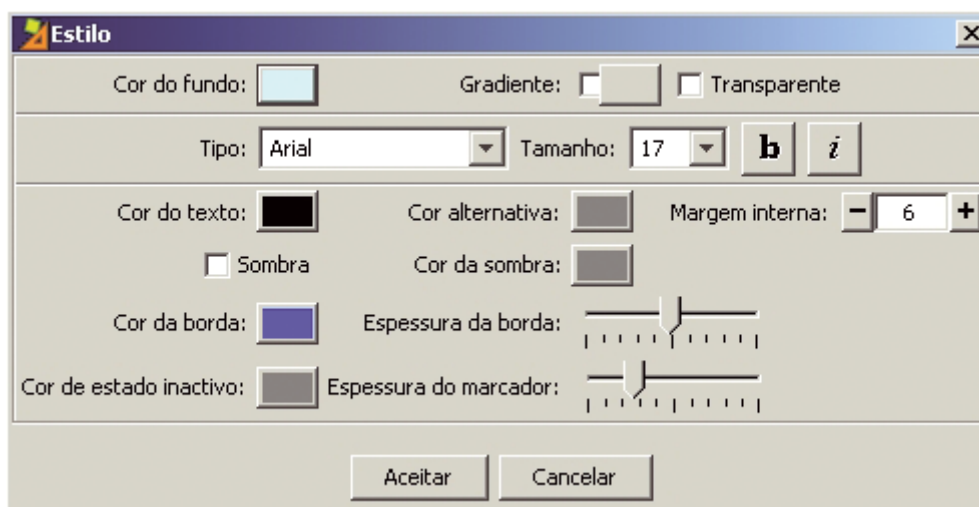 Estilo
Cor do fundo: Gradiente: Transparente
Tipo: Arial Tamanho: 17 b i
Cor do texto: Cor alternativa: Margem interna: − 6 +
Sombra Cor da sombra:
Cor da borda: Espessura da borda:
Cor de estado inactivo: Espessura do marcador:
Aceitar Cancelar